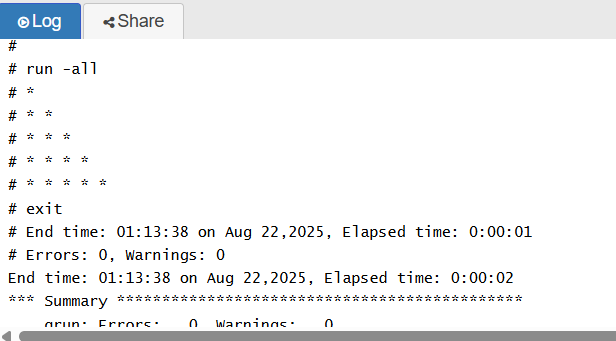 Log Share
#
# run -all
# *
# * *
# * * *
# * * * *
# * * * * *
# exit
# End time: 01:13:38 on Aug 22,2025, Elapsed time: 0:00:01
# Errors: 0, Warnings: 0
End time: 01:13:38 on Aug 22,2025, Elapsed time: 0:00:02
*** Summary *********************************************
qrun: Errors: 0, Warnings: 0